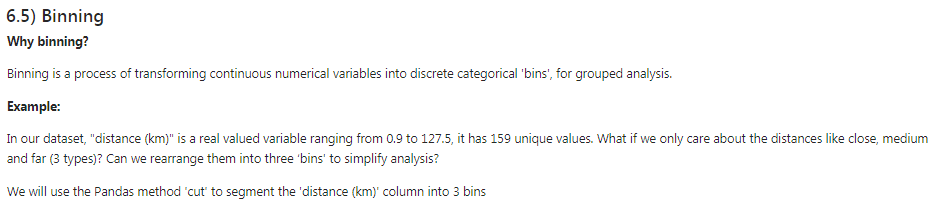 6.5) Binning
Why binning?
Binning is a process of transforming continuous numerical variables into discrete categorical 'bins', for grouped analysis.
Example:
In our dataset, "distance (km)" is a real valued variable ranging from 0.9 to 127.5, it has 159 unique values. What if we only care about the distances like close, medium
and far (3 types)? Can we rearrange them into three 'bins' to simplify analysis?
We will use the Pandas method 'cut' to segment the 'distance (km)' column into 3 bins